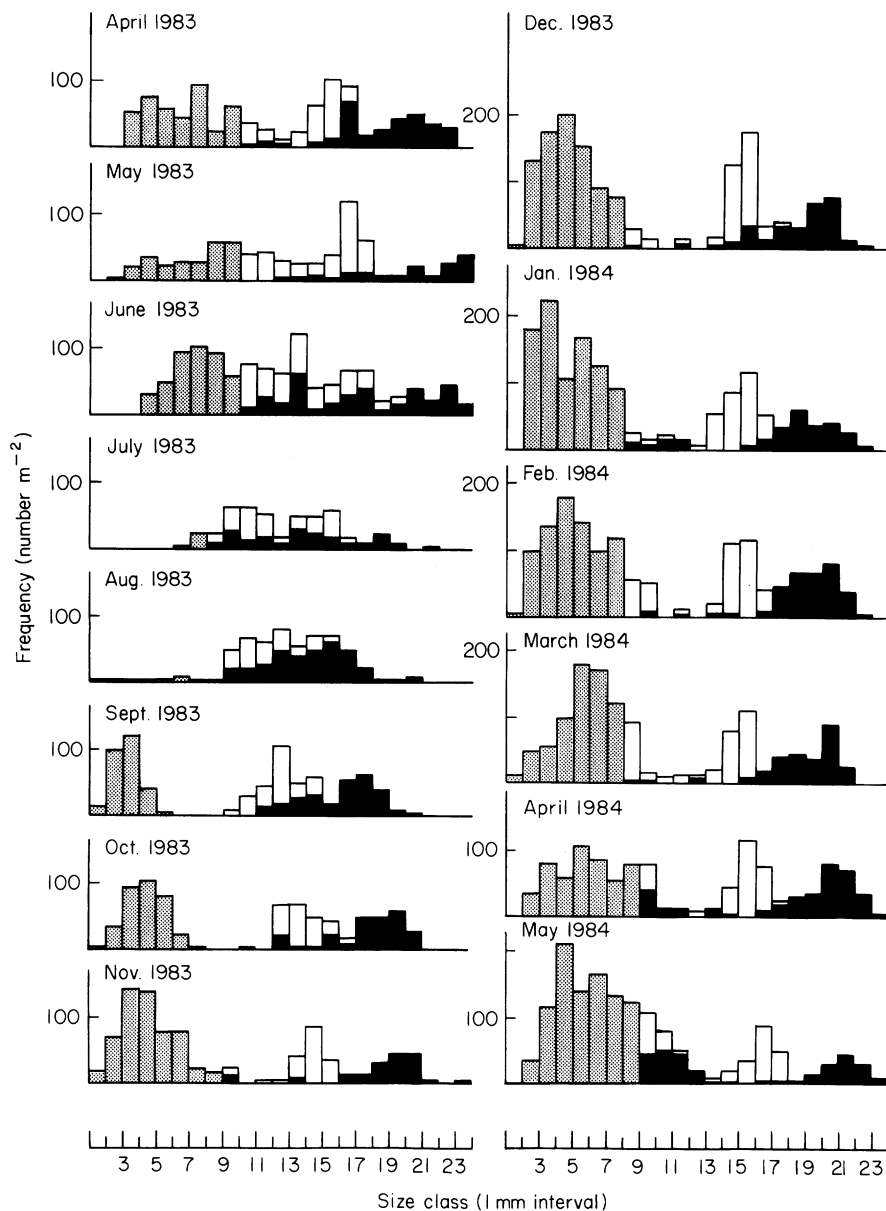 April 1983
100
May 1983
100
June 1983
100
July 1983
100
Aug. 1983
100
Sept. 1983
100
Oct. 1983
100
Nov. 1983
100
3 5 7 9 11 13 15 17 19 21 23
Dec. 1983
200
Jan. 1984
200
Feb. 1984
200
March 1984
200
April 1984
100
May 1984
100
3 5 7 9 11 13 15 17 19 21 23
Frequency (number m⁻²)
Size class (1 mm interval)